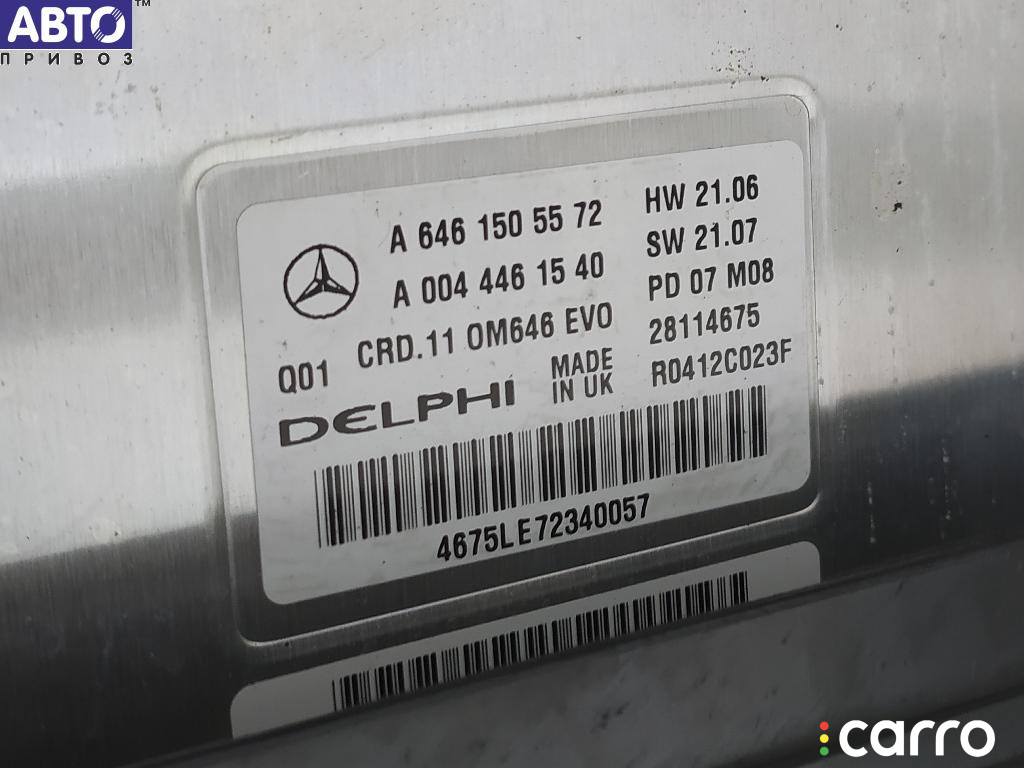 АВТО™
ПРИВОЗ
A 646 150 55 72
HW 21.06
A 004 446 15 40
SW 21.07
CRD.11 OM646 EVO
PD 07 M08
Q01
28114675
DELPHI
MADE
IN UK
R0412C023F
4675LE72340057
carro